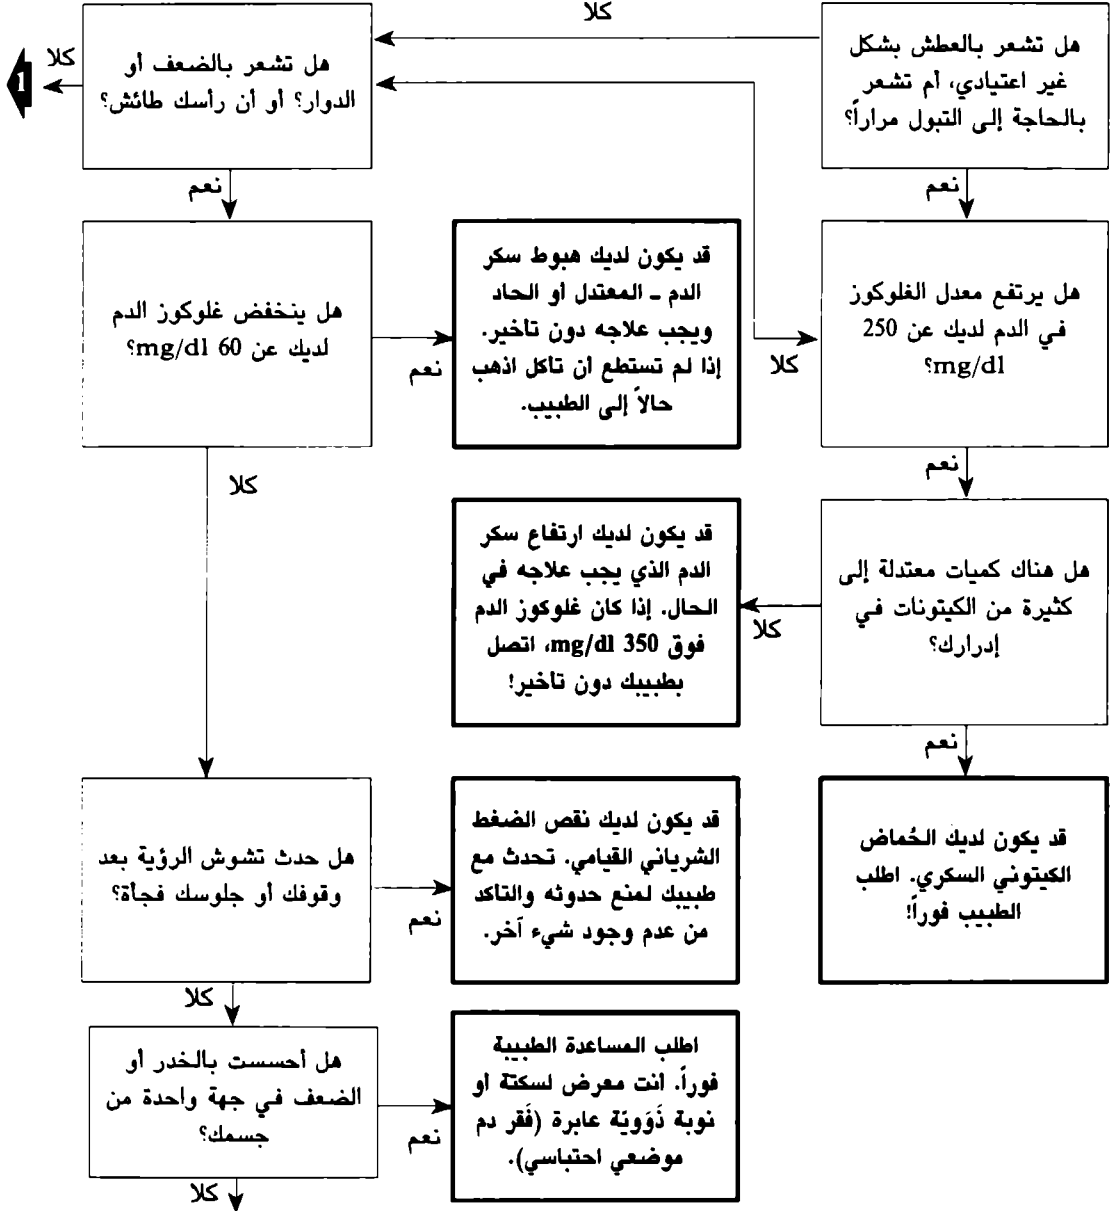 كلا
هل تشعر بالعطش بشكل
غير اعتيادي، أم تشعر
بالحاجة إلى التبول مراراً؟
هل تشعر بالضعف أو
الدوار؟ أو أن رأسك طائش؟
كلا
1
نعم
نعم
هل يرتفع معدل الغلوكوز
في الدم لديك عن 250
mg/dl؟
كلا
قد يكون لديك هبوط سكر
الدم ـ المعتدل أو الحاد
ويجب علاجه دون تاخير.
إذا لم تستطع أن تأكل اذهب
حالاً إلى الطبيب.
نعم
هل ينخفض غلوكوز الدم
لديك عن 60 mg/dl؟
نعم
كلا
هل هناك كميات معتدلة إلى
كثيرة من الكيتونات في
إدرارك؟
كلا
قد يكون لديك ارتفاع سكر
الدم الذي يجب علاجه في
الحال. إذا كان غلوكوز الدم
فوق 350 mg/dl، اتصل
بطبيبك دون تاخير!
نعم
قد يكون لديك الحُماض
الكيتوني السكري. اطلب
الطبيب فوراً!
قد يكون لديك نقص الضغط
الشرياني القيامي. تحدث مع
طبيبك لمنع حدوثه والتاكد
من عدم وجود شيء آخر.
نعم
هل حدث تشوش الرؤية بعد
وقوفك أو جلوسك فجأة؟
كلا
اطلب المساعدة الطبيبة
فوراً. انت معرض لسكتة او
نوبة ذَوَويّة عابرة (فَقر دم
موضعي احتباسي).
نعم
هل أحسست بالخدر أو
الضعف في جهة واحدة من
جسمك؟
كلا